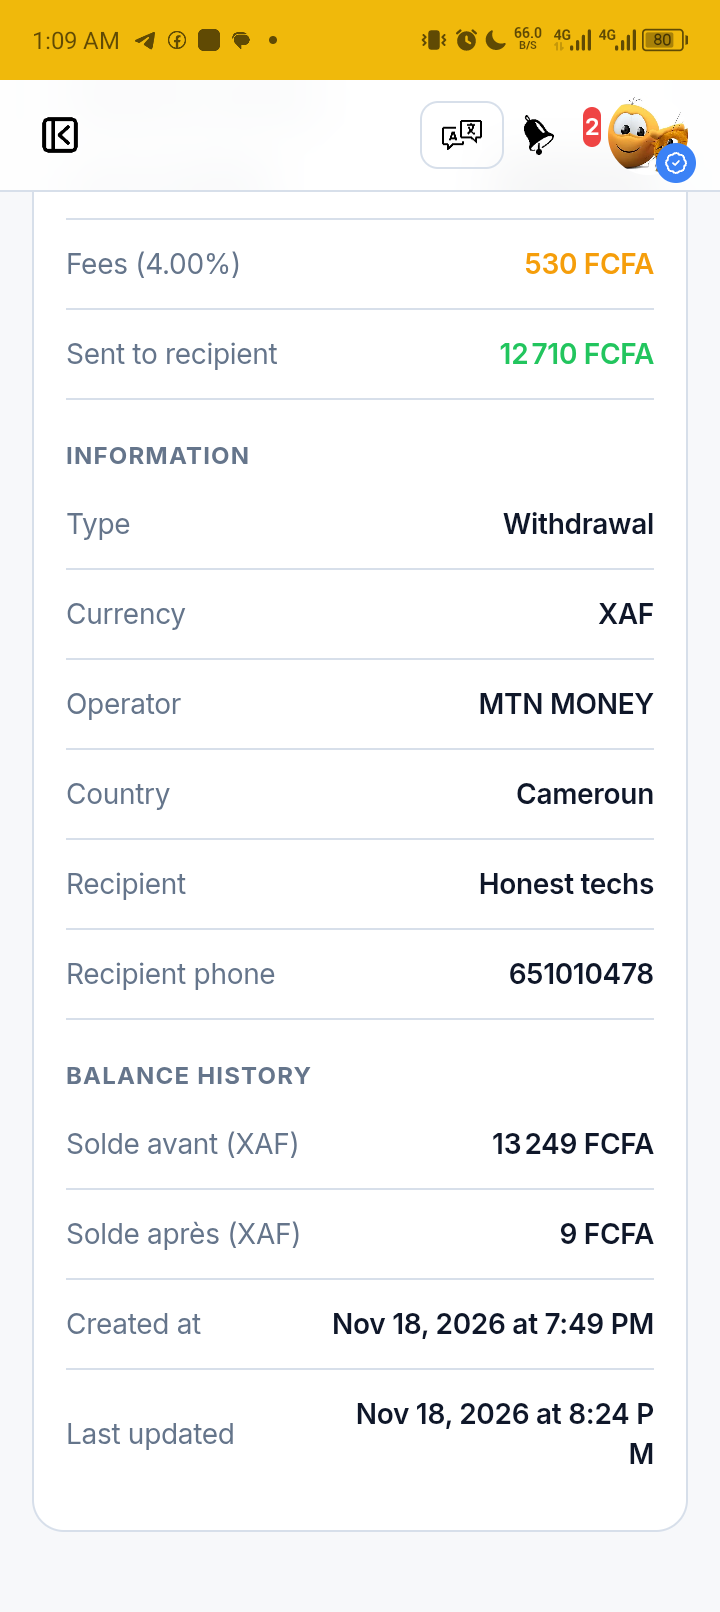 1:09 AM 66.0 B/S 4G 4G 80
A 文 2
Fees (4.00%) 530 FCFA
Sent to recipient 12 710 FCFA
INFORMATION
Type Withdrawal
Currency XAF
Operator MTN MONEY
Country Cameroun
Recipient Honest techs
Recipient phone 651010478
BALANCE HISTORY
Solde avant (XAF) 13 249 FCFA
Solde après (XAF) 9 FCFA
Created at Nov 18, 2026 at 7:49 PM
Last updated Nov 18, 2026 at 8:24 P
M